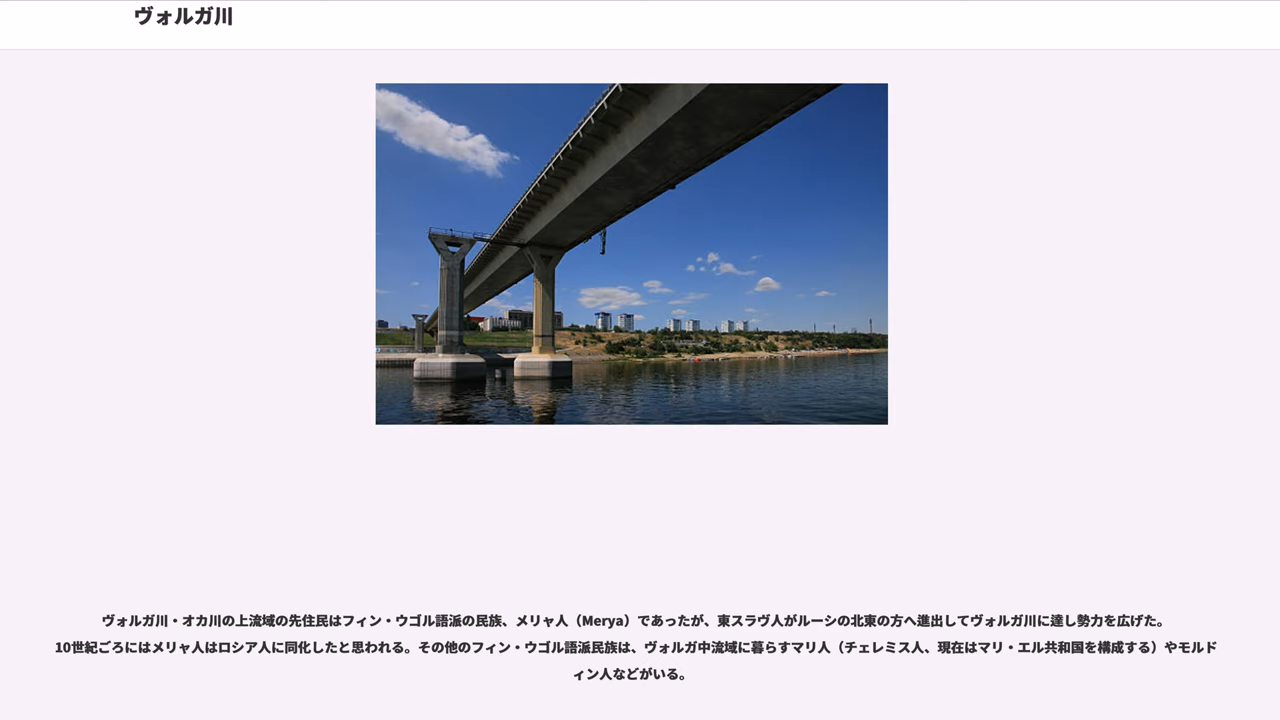 ヴォルガ川
ヴォルガ川・オカ川の上流域の先住民はフィン・ウゴル語派の民族、メリャ人（Merya）であったが、東スラヴ人がルーシの北東の方へ進出してヴォルガ川に達し勢力を広げた。
10世紀ごろにはメリャ人はロシア人に同化したと思われる。その他のフィン・ウゴル語派民族は、ヴォルガ中流域に暮らすマリ人（チェレミス人、現在はマリ・エル共和国を構成する）やモルド
ィン人などがいる。